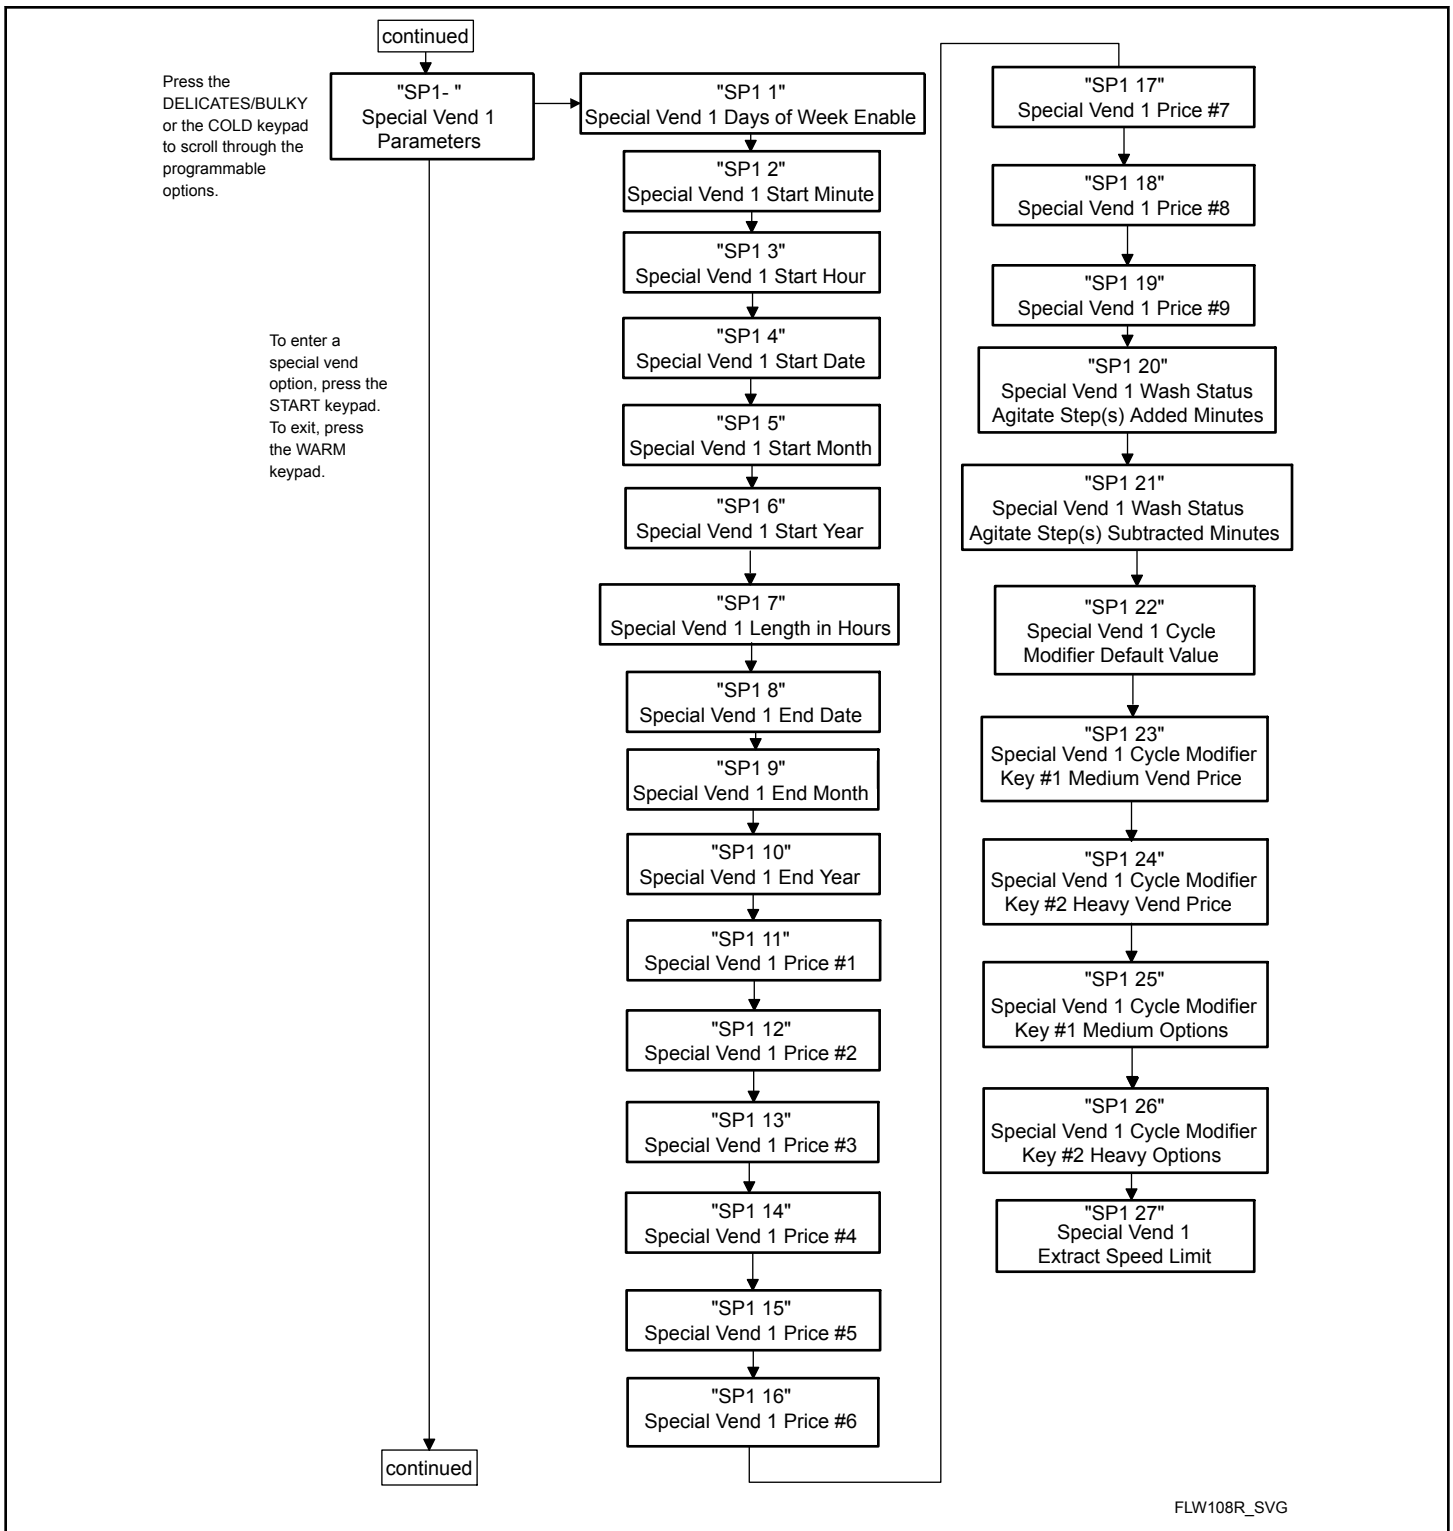 continued
Press the
DELICATES/BULKY
or the COLD keypad
to scroll through the
programmable
options.
"SP1- "
Special Vend 1
Parameters
To enter a
special vend
option, press the
START keypad.
To exit, press
the WARM
keypad.
continued
"SP1 1"
Special Vend 1 Days of Week Enable
"SP1 2"
Special Vend 1 Start Minute
"SP1 3"
Special Vend 1 Start Hour
"SP1 4"
Special Vend 1 Start Date
"SP1 5"
Special Vend 1 Start Month
"SP1 6"
Special Vend 1 Start Year
"SP1 7"
Special Vend 1 Length in Hours
"SP1 8"
Special Vend 1 End Date
"SP1 9"
Special Vend 1 End Month
"SP1 10"
Special Vend 1 End Year
"SP1 11"
Special Vend 1 Price #1
"SP1 12"
Special Vend 1 Price #2
"SP1 13"
Special Vend 1 Price #3
"SP1 14"
Special Vend 1 Price #4
"SP1 15"
Special Vend 1 Price #5
"SP1 16"
Special Vend 1 Price #6
"SP1 17"
Special Vend 1 Price #7
"SP1 18"
Special Vend 1 Price #8
"SP1 19"
Special Vend 1 Price #9
"SP1 20"
Special Vend 1 Wash Status
Agitate Step(s) Added Minutes
"SP1 21"
Special Vend 1 Wash Status
Agitate Step(s) Subtracted Minutes
"SP1 22"
Special Vend 1 Cycle
Modifier Default Value
"SP1 23"
Special Vend 1 Cycle Modifier
Key #1 Medium Vend Price
"SP1 24"
Special Vend 1 Cycle Modifier
Key #2 Heavy Vend Price
"SP1 25"
Special Vend 1 Cycle Modifier
Key #1 Medium Options
"SP1 26"
Special Vend 1 Cycle Modifier
Key #2 Heavy Options
"SP1 27"
Special Vend 1
Extract Speed Limit
FLW108R_SVG